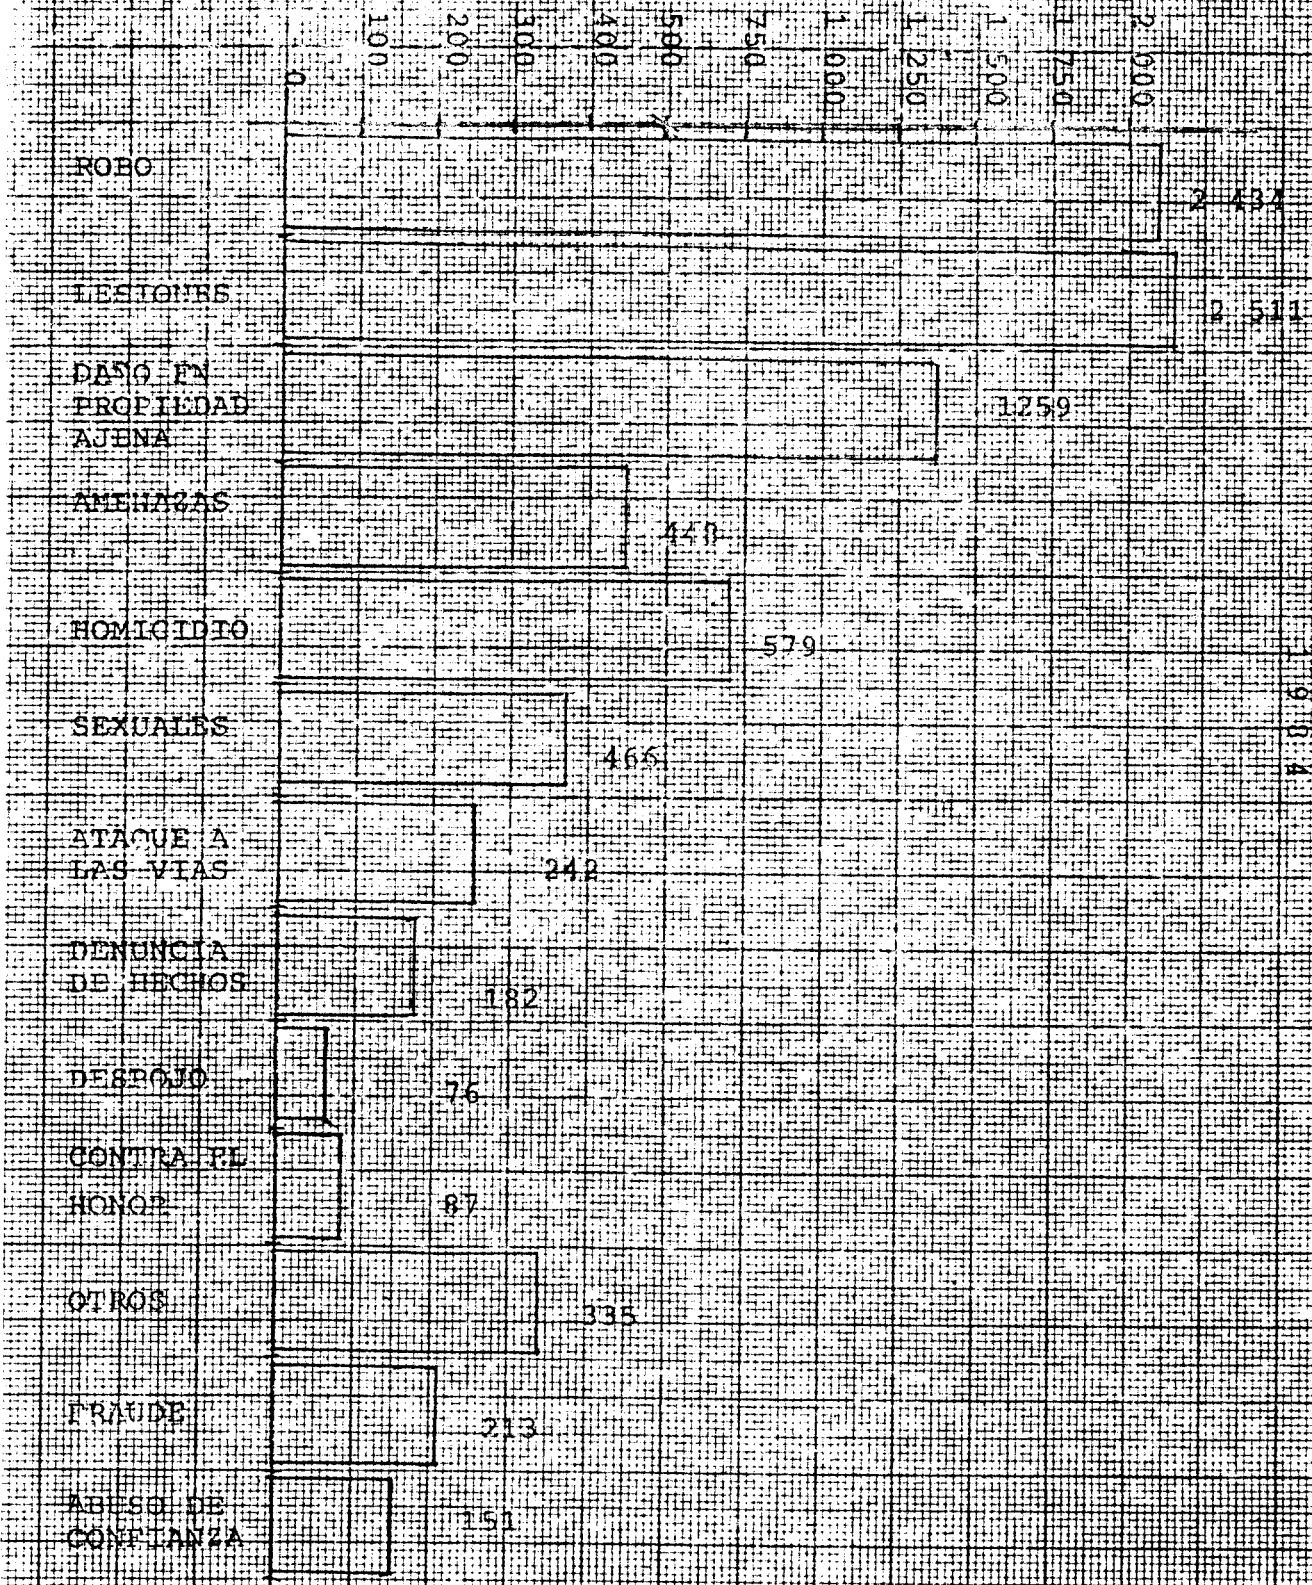 0
100
200
300
400
500
750
1 000
1 250
1 500
1 750
2 000
ROBO
2 434
LESIONES
2 511
DAÑO EN
PROPIEDAD
AJENA
1259
AMENAZAS
448
HOMICIDIO
579
SEXUALES
466
ATAQUE A
LAS VIAS
242
DENUNCIA
DE HECHOS
182
DESPOJO
76
CONTRA EL
HONOR
87
OTROS
335
FRAUDE
213
ABUSO DE
CONFIANZA
151
1984